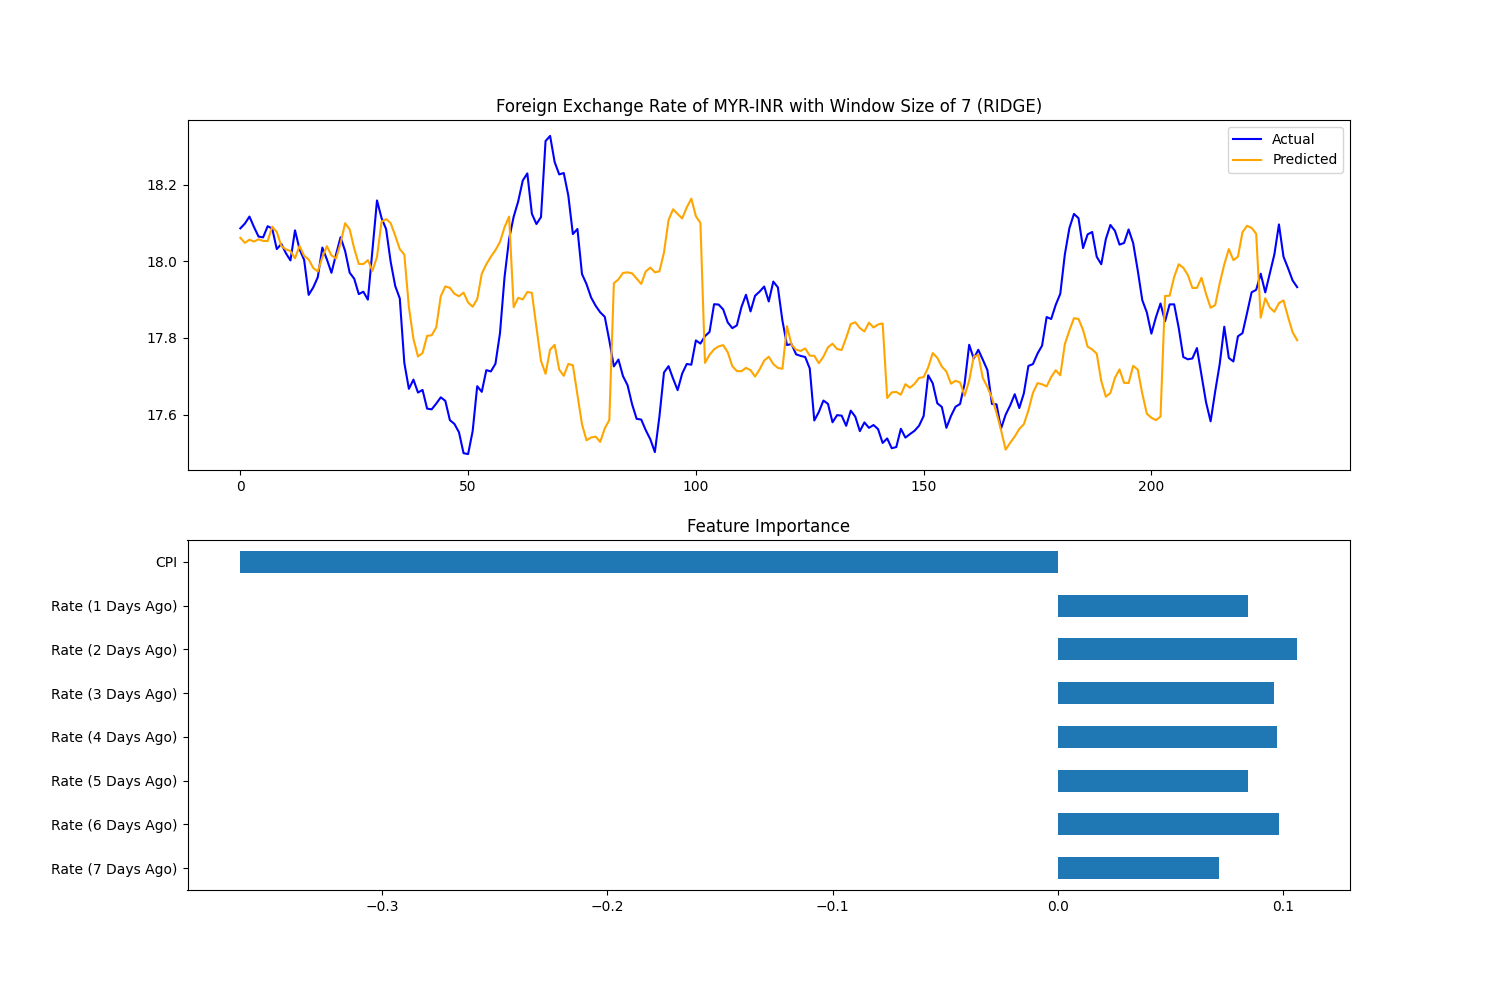 Foreign Exchange Rate of MYR-INR with Window Size of 7 (RIDGE)
Actual
Predicted
18.2
18.0
17.8
17.6
0 50 100 150 200
Feature Importance
CPI
Rate (1 Days Ago)
Rate (2 Days Ago)
Rate (3 Days Ago)
Rate (4 Days Ago)
Rate (5 Days Ago)
Rate (6 Days Ago)
Rate (7 Days Ago)
−0.3 −0.2 −0.1 0.0 0.1